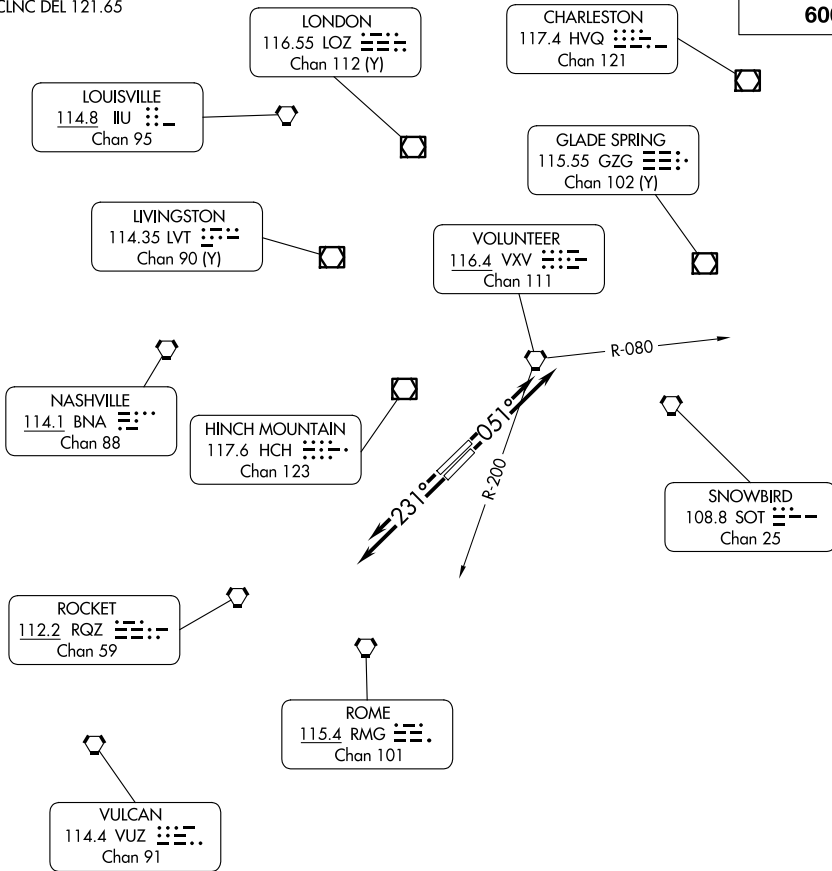 CLNC DEL 121.65
600
LONDON
116.55 LOZ
Chan 112 (Y)
CHARLESTON
117.4 HVQ
Chan 121
LOUISVILLE
114.8 IIU
Chan 95
GLADE SPRING
115.55 GZG
Chan 102 (Y)
LIVINGSTON
114.35 LVT
Chan 90 (Y)
VOLUNTEER
116.4 VXV
Chan 111
R-080
NASHVILLE
114.1 BNA
Chan 88
HINCH MOUNTAIN
117.6 HCH
Chan 123
051°
231°
R-200
SNOWBIRD
108.8 SOT
Chan 25
ROCKET
112.2 RQZ
Chan 59
ROME
115.4 RMG
Chan 101
VULCAN
114.4 VUZ
Chan 91